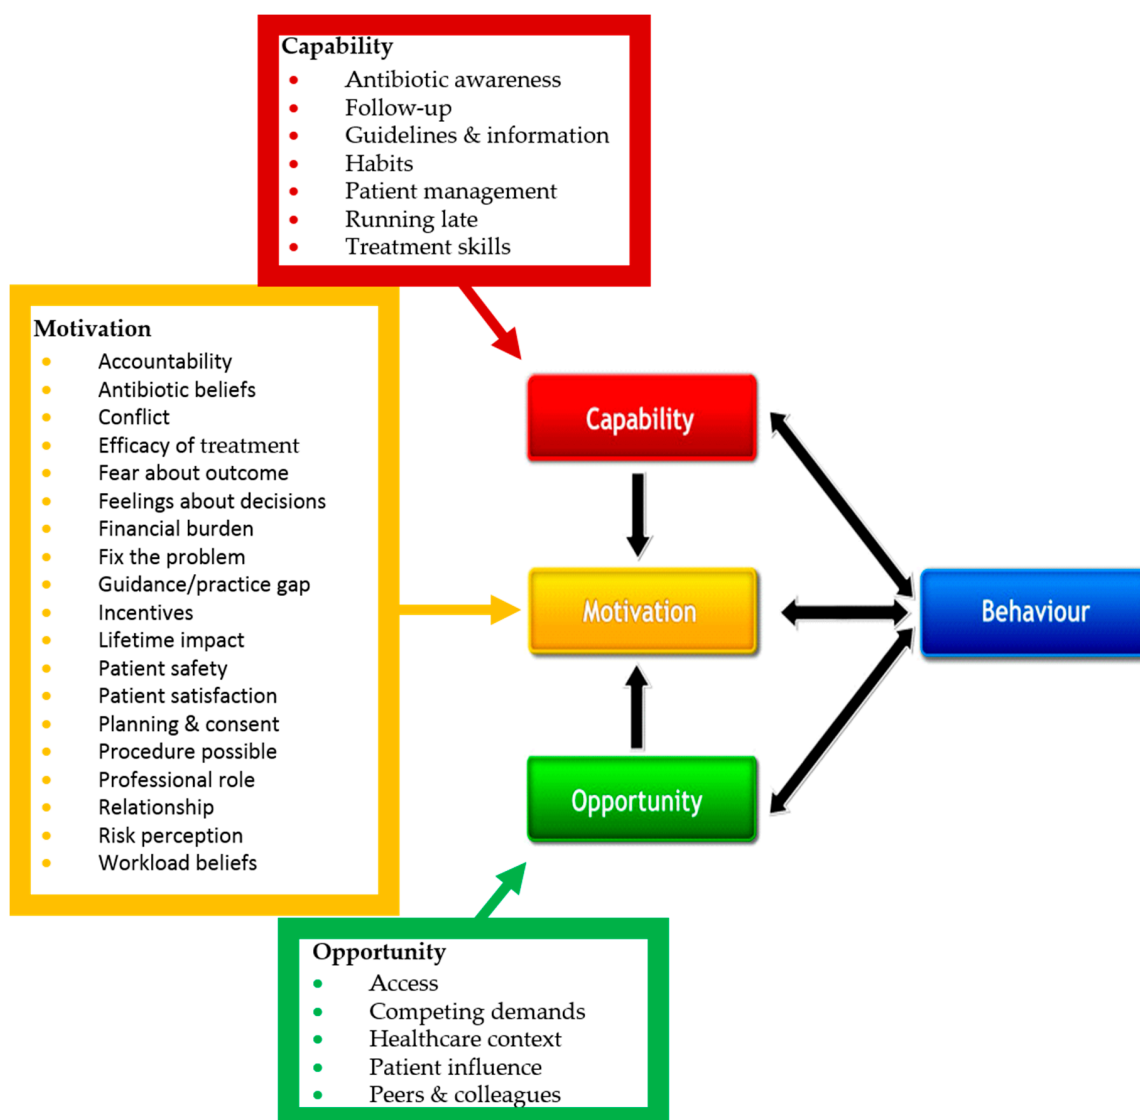 Capability
Antibiotic awareness
Follow-up
Guidelines & information
Habits
Patient management
Running late
Treatment skills
Motivation
Accountability
Antibiotic beliefs
Conflict
Efficacy of treatment
Fear about outcome
Feelings about decisions
Financial burden
Fix the problem
Guidance/practice gap
Incentives
Lifetime impact
Patient safety
Patient satisfaction
Planning & consent
Procedure possible
Professional role
Relationship
Risk perception
Workload beliefs
Capability
Motivation
Opportunity
Behaviour
Opportunity
Access
Competing demands
Healthcare context
Patient influence
Peers & colleagues